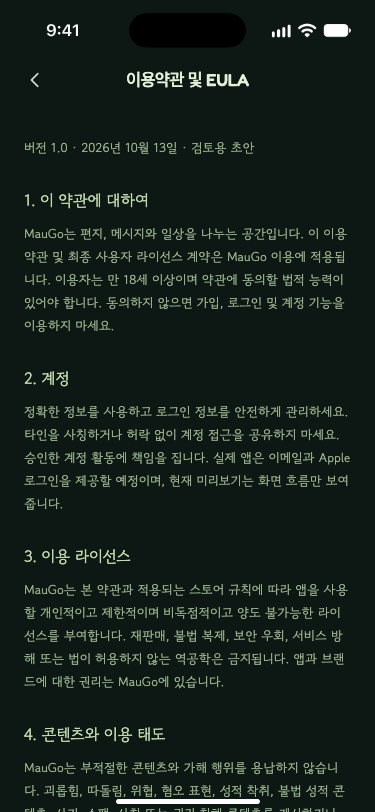 9:41
이용약관 및 EULA
버전 1.0 · 2026년 10월 13일 · 검토용 초안
1. 이 약관에 대하여
MauGo는 편지, 메시지와 일상을 나누는 공간입니다. 이 이용
약관 및 최종 사용자 라이선스 계약은 MauGo 이용에 적용됩
니다. 이용자는 만 18세 이상이며 약관에 동의할 법적 능력이
있어야 합니다. 동의하지 않으면 가입, 로그인 및 계정 기능을
이용하지 마세요.
2. 계정
정확한 정보를 사용하고 로그인 정보를 안전하게 관리하세요.
타인을 사칭하거나 허락 없이 계정 접근을 공유하지 마세요.
승인한 계정 활동에 책임을 집니다. 실제 앱은 이메일과 Apple
로그인을 제공할 예정이며, 현재 미리보기는 화면 흐름만 보여
줍니다.
3. 이용 라이선스
MauGo는 본 약관과 적용되는 스토어 규칙에 따라 앱을 사용
할 개인적이고 제한적이며 비독점적이고 양도 불가능한 라이
선스를 부여합니다. 재판매, 불법 복제, 보안 우회, 서비스 방
해 또는 법이 허용하지 않는 역공학은 금지됩니다. 앱과 브랜
드에 대한 권리는 MauGo에 있습니다.
4. 콘텐츠와 이용 태도
MauGo는 부적절한 콘텐츠와 가해 행위를 용납하지 않습니
다. 괴롭힘, 따돌림, 위협, 혐오 표현, 성적 착취, 불법 성적 콘